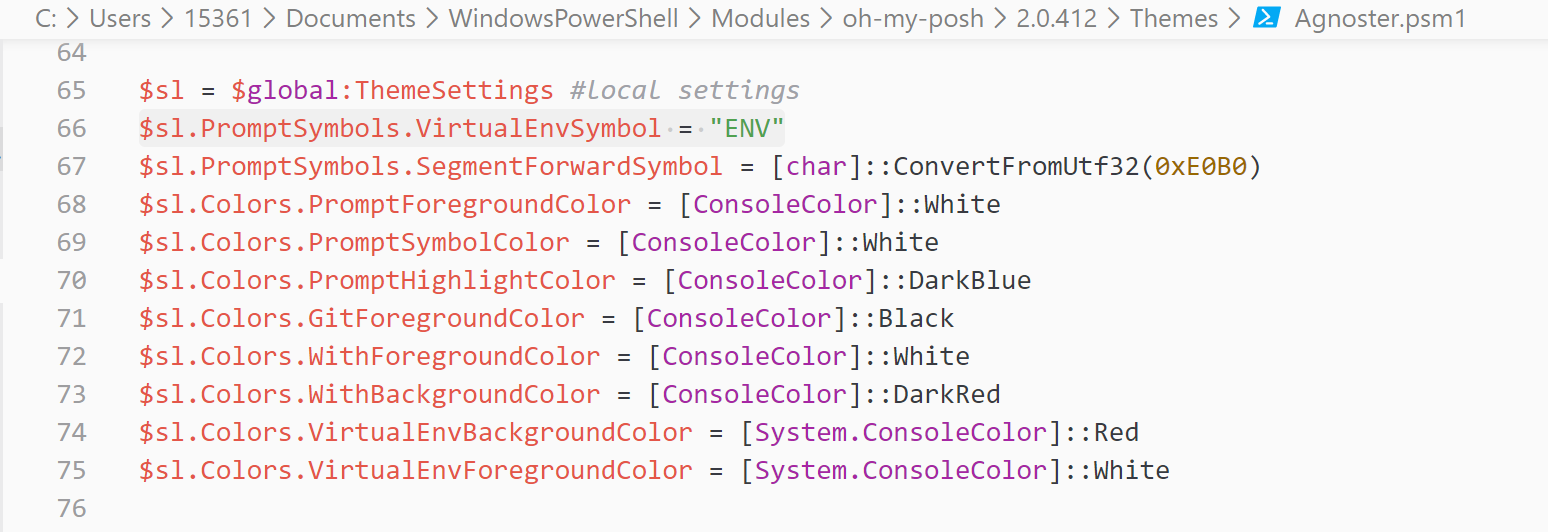 C: > Users > 15361 > Documents > WindowsPowerShell > Modules > oh-my-posh > 2.0.412 > Themes > Agnoster.psm1
64
65 $sl = $global:ThemeSettings #local settings
66 $sl.PromptSymbols.VirtualEnvSymbol = "ENV"
67 $sl.PromptSymbols.SegmentForwardSymbol = [char]::ConvertFromUtf32(0xE0B0)
68 $sl.Colors.PromptForegroundColor = [ConsoleColor]::White
69 $sl.Colors.PromptSymbolColor = [ConsoleColor]::White
70 $sl.Colors.PromptHighlightColor = [ConsoleColor]::DarkBlue
71 $sl.Colors.GitForegroundColor = [ConsoleColor]::Black
72 $sl.Colors.WithForegroundColor = [ConsoleColor]::White
73 $sl.Colors.WithBackgroundColor = [ConsoleColor]::DarkRed
74 $sl.Colors.VirtualEnvBackgroundColor = [System.ConsoleColor]::Red
75 $sl.Colors.VirtualEnvForegroundColor = [System.ConsoleColor]::White
76